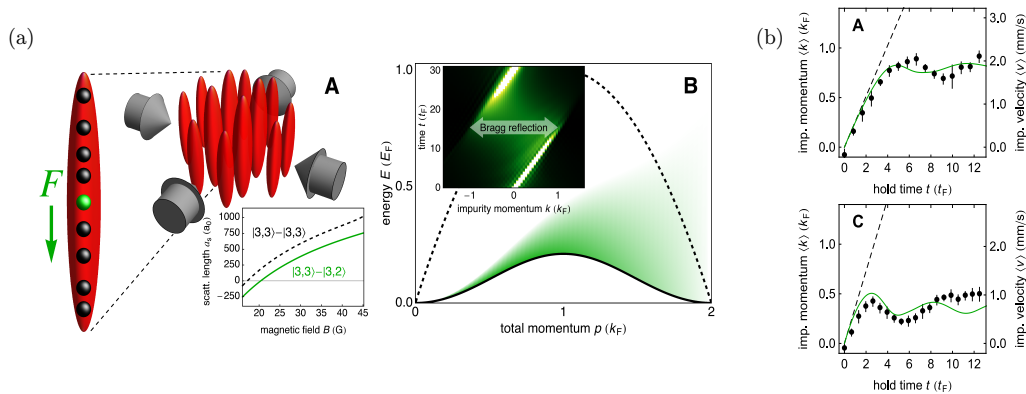 (a)
A
F
scatt. length aₛ (a₀)
1000
750
500
250
0
−250
|3,3⟩−|3,3⟩
|3,3⟩−|3,2⟩
15
20
25
30
35
40
45
magnetic field B (G)
B
energy E (E_F)
1.0
0.5
0.0
0
1
2
total momentum p (k_F)
time t (t_F)
30
20
10
0
Bragg reflection
−1
0
1
impurity momentum k (k_F)
(b)
A
imp. momentum ⟨k⟩ (k_F)
1.0
0.5
0.0
imp. velocity ⟨v⟩ (mm/s)
3.0
2.0
1.0
0.0
0 2 4 6 8 10 12
hold time t (t_F)
C
imp. momentum ⟨k⟩ (k_F)
1.0
0.5
0.0
imp. velocity ⟨v⟩ (mm/s)
2.0
1.0
0.0
0 2 4 6 8 10 12
hold time t (t_F)